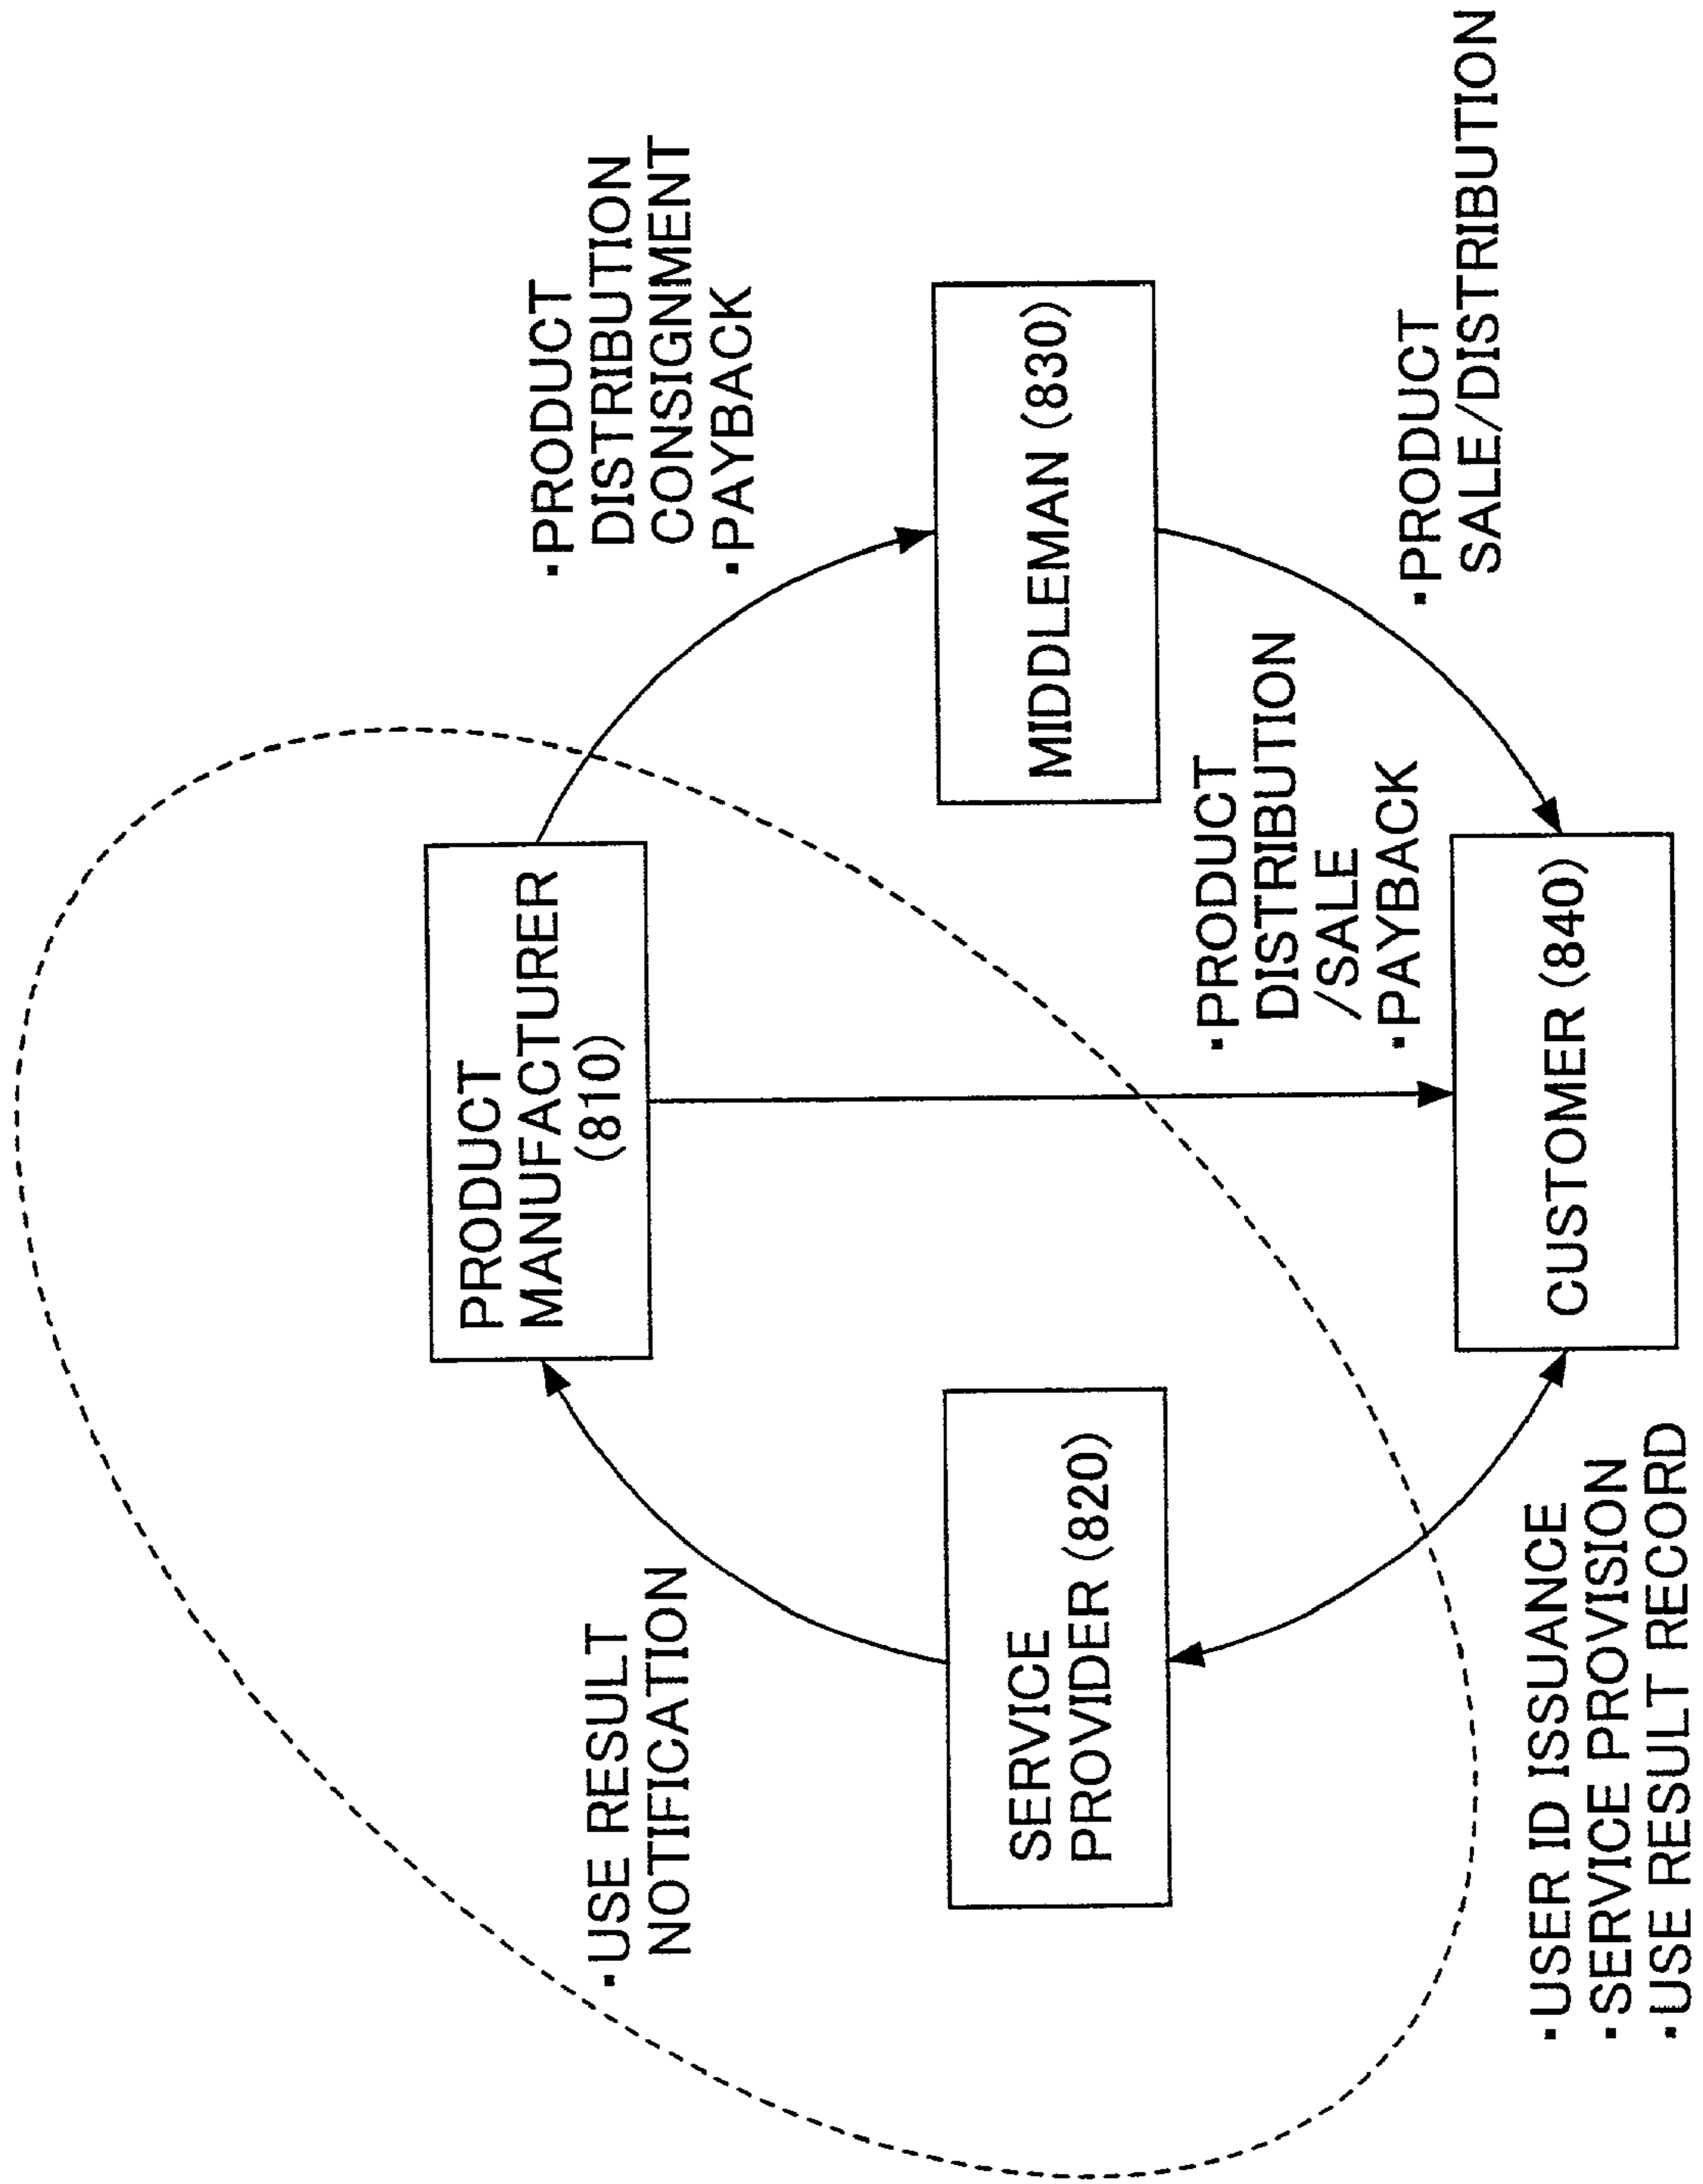 PRODUCT
MANUFACTURER
(810)
・PRODUCT
DISTRIBUTION
CONSIGNMENT
・PAYBACK
・USE RESULT
NOTIFICATION
SERVICE
PROVIDER (820)
MIDDLEMAN (830)
・PRODUCT
DISTRIBUTION
/SALE
・PAYBACK
・PRODUCT
SALE/DISTRIBUTION
CUSTOMER (840)
・USER ID ISSUANCE
・SERVICE PROVISION
・USE RESULT RECORD